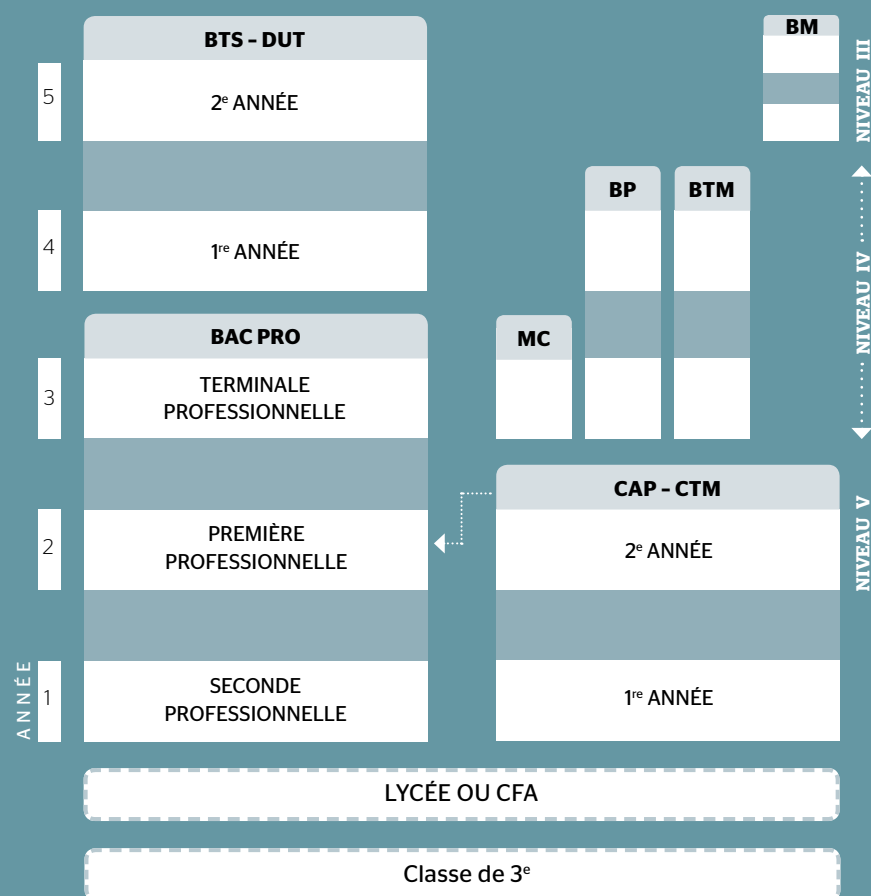 BTS – DUT
BM
5
2e ANNÉE
NIVEAU III
BP
BTM
4
1re ANNÉE
NIVEAU IV
BAC PRO
MC
3
TERMINALE
PROFESSIONNELLE
CAP – CTM
2
PREMIÈRE
PROFESSIONNELLE
2e ANNÉE
NIVEAU V
ANNÉE
1
SECONDE
PROFESSIONNELLE
1re ANNÉE
LYCÉE OU CFA
Classe de 3e